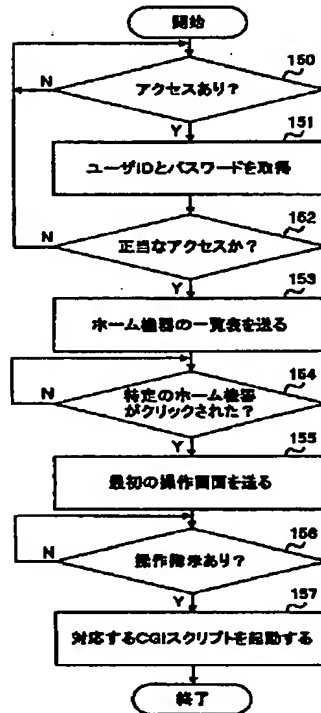 開始
150
アクセスあり?
N
Y
151
ユーザIDとパスワードを取得
152
正当なアクセスか?
N
Y
153
ホーム機器の一覧表を送る
154
特定のホーム機器
がクリックされた?
N
Y
155
最初の操作画面を送る
156
操作指示あり?
N
Y
157
対応するCGIスクリプトを起動する
終了